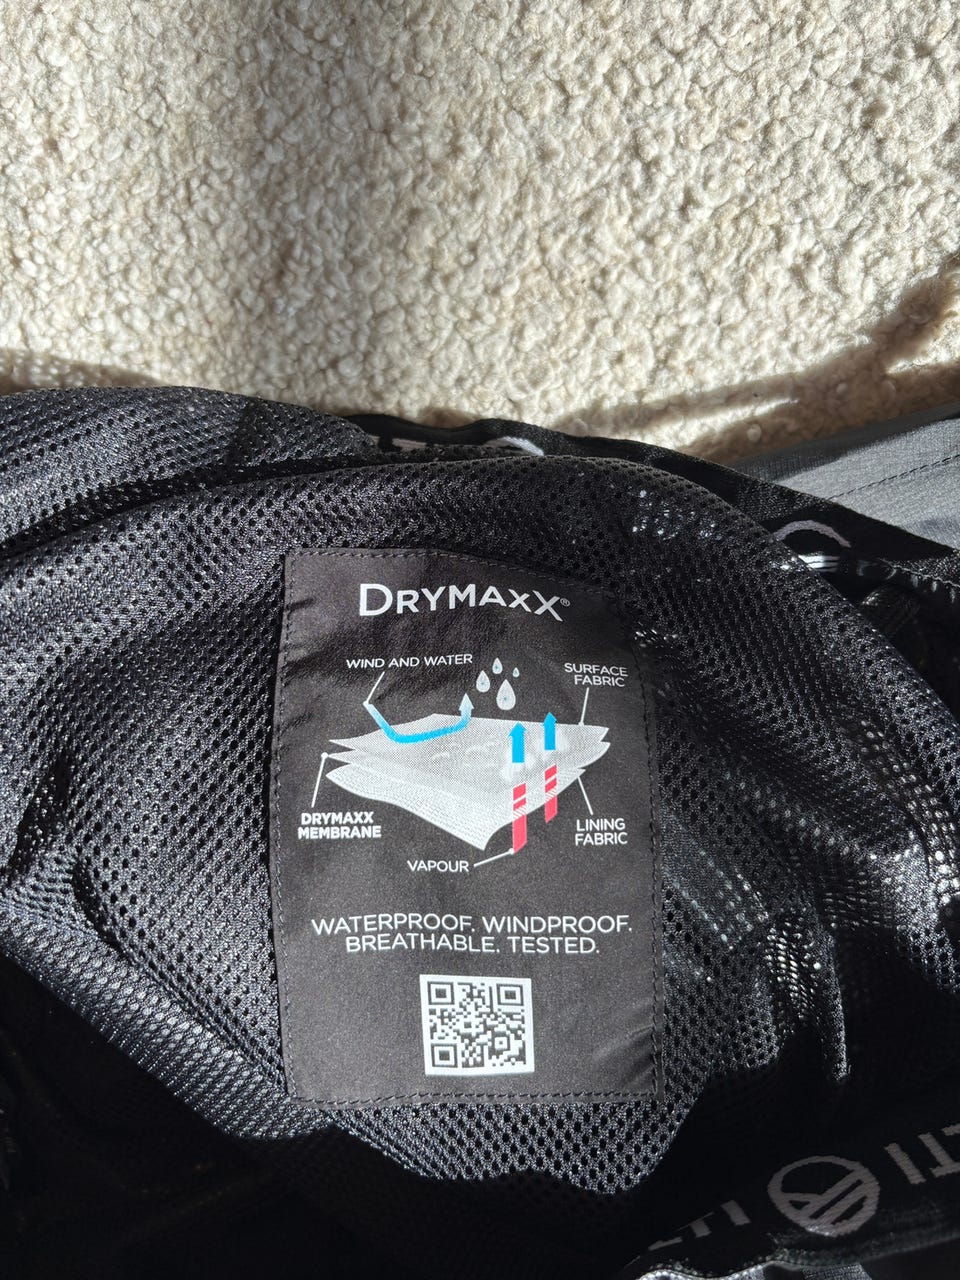 DRYMAXX®
WIND AND WATER
SURFACE
FABRIC
DRYMAXX
MEMBRANE
LINING
FABRIC
VAPOUR
WATERPROOF. WINDPROOF.
BREATHABLE. TESTED.